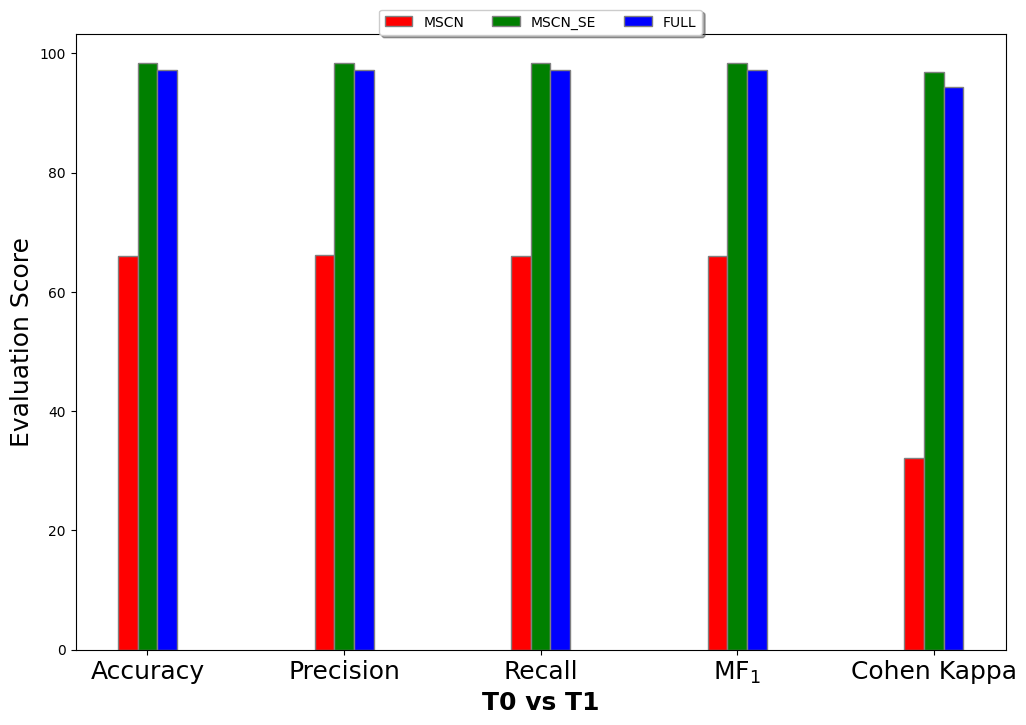 MSCN MSCN_SE FULL
100
80
60
40
20
0
Evaluation Score
Accuracy Precision Recall MF₁ Cohen Kappa
T0 vs T1